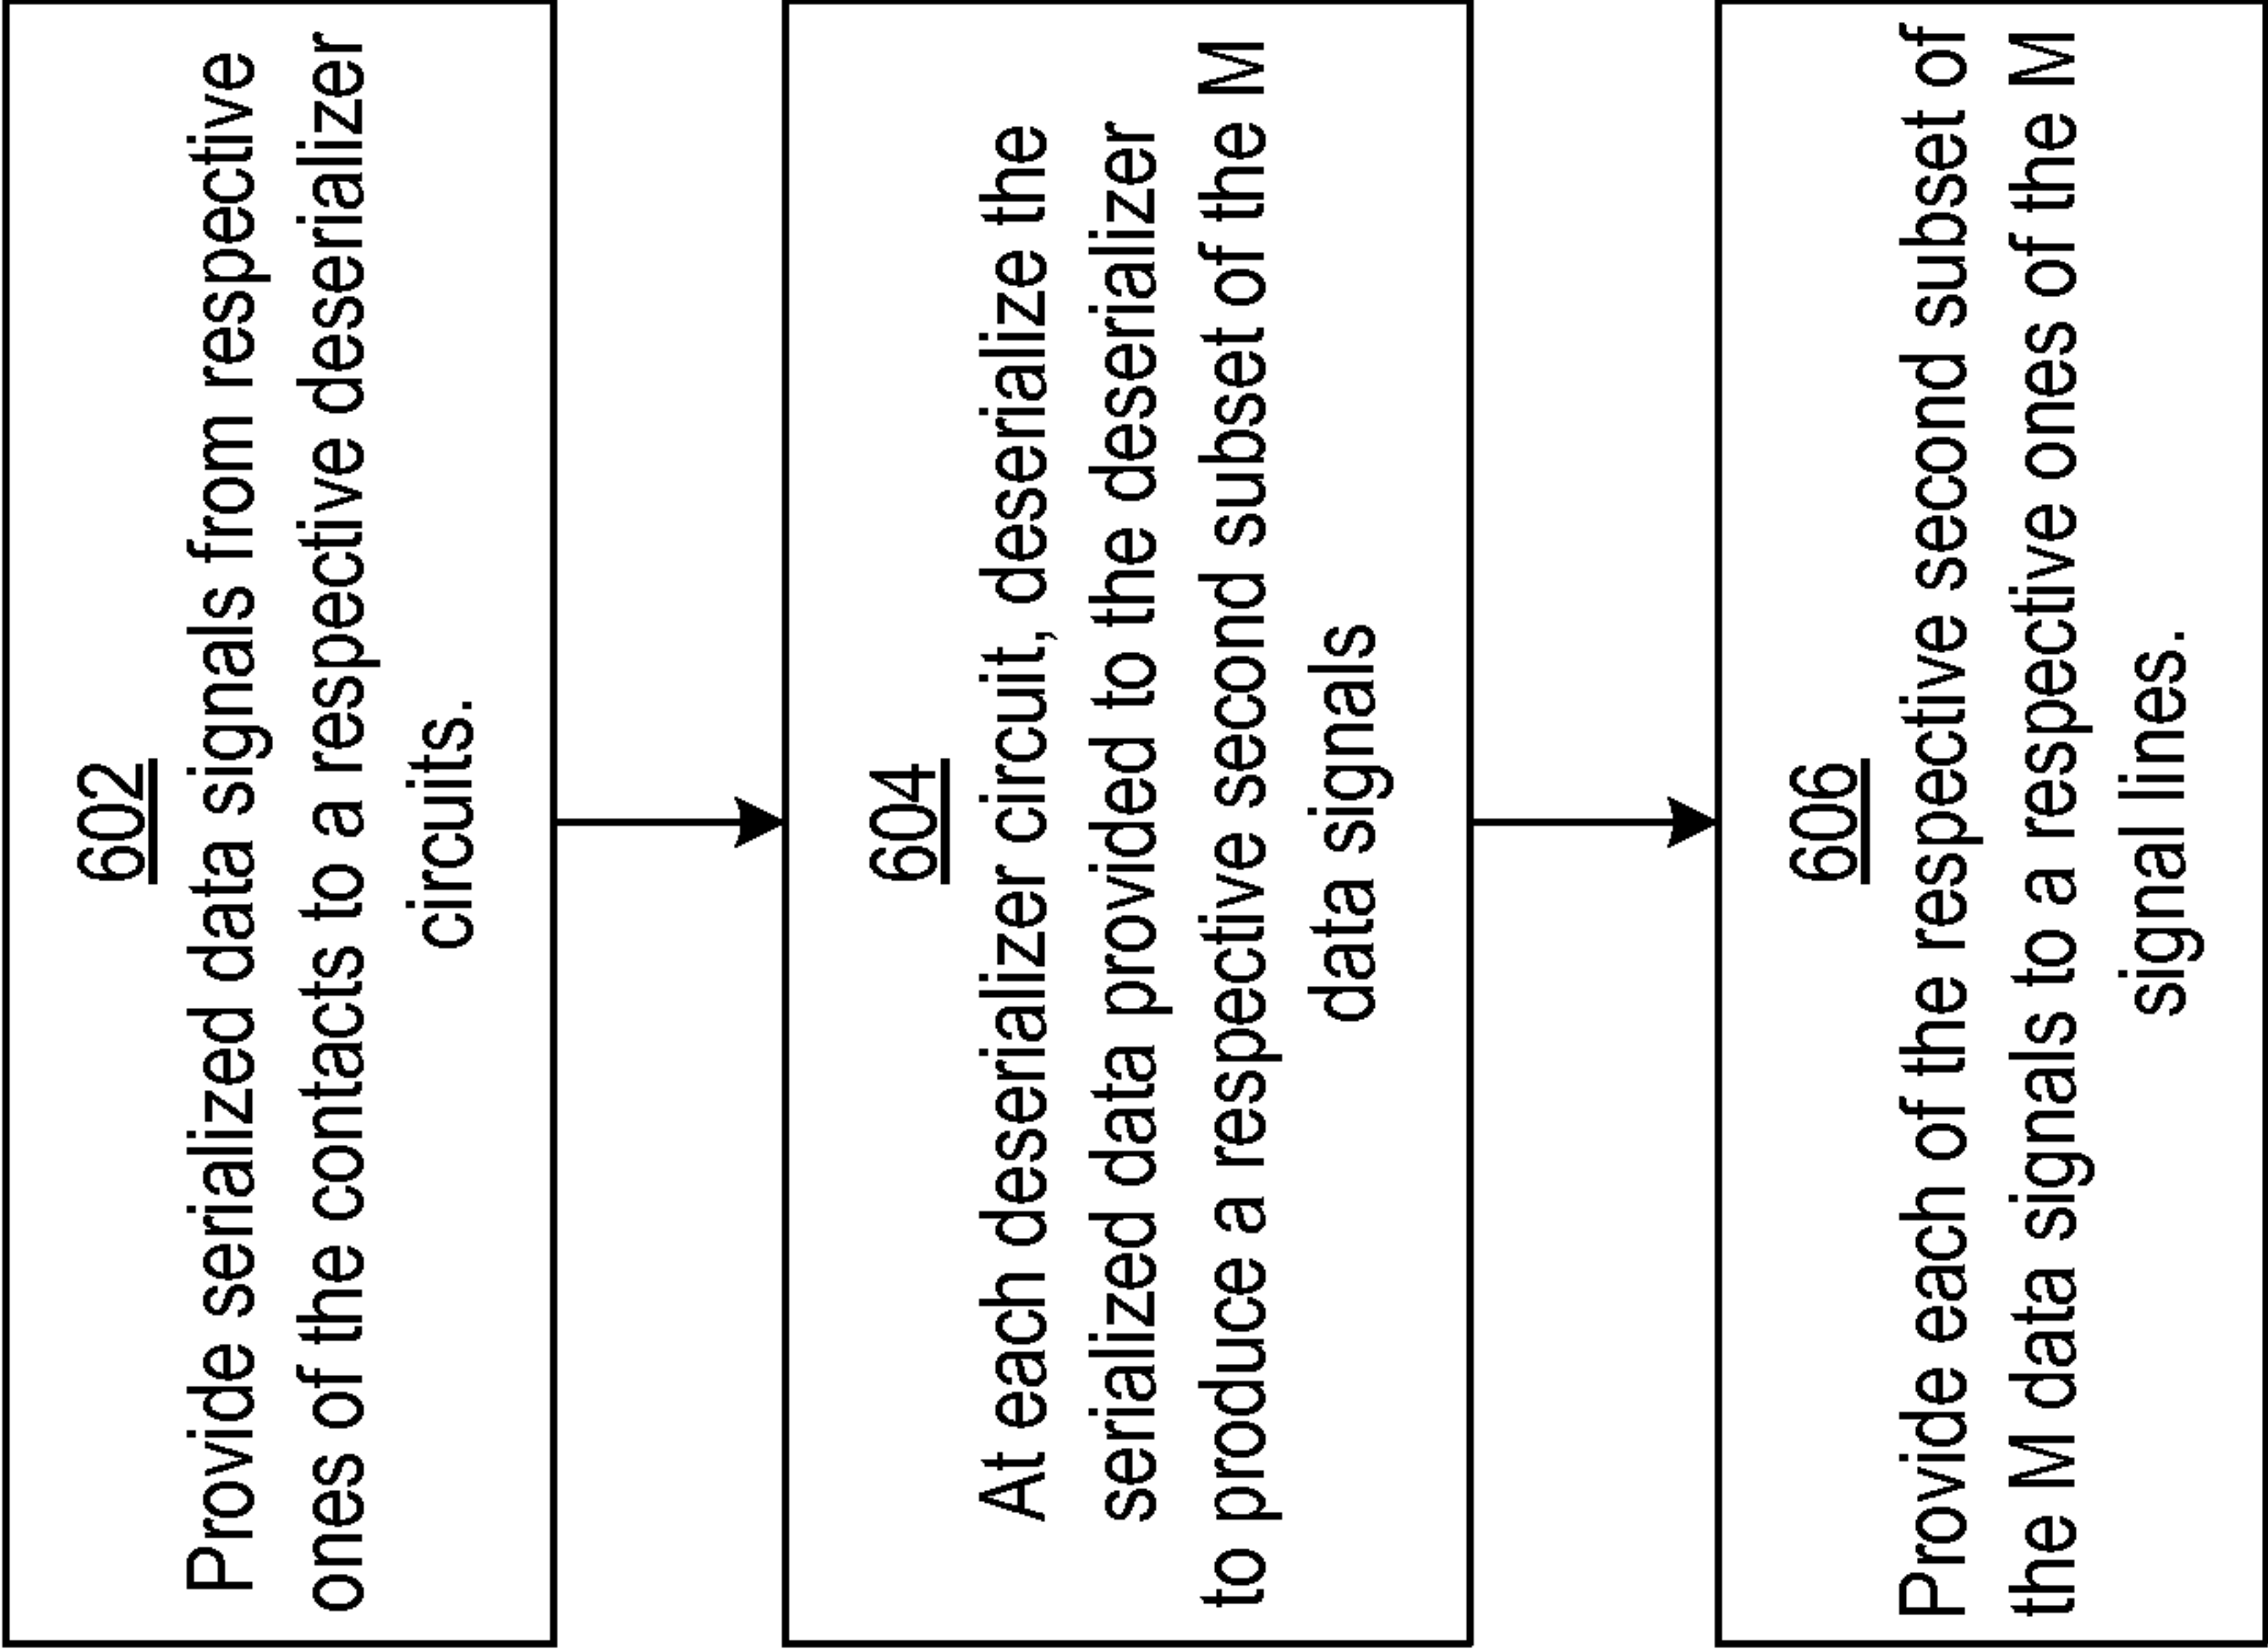 602
Provide serialized data signals from respective
ones of the contacts to a respective deserializer
circuits.
604
At each deserializer circuit, deserialize the
serialized data provided to the deserializer
to produce a respective second subset of the M
data signals
606
Provide each of the respective second subset of
the M data signals to a respective ones of the M
signal lines.